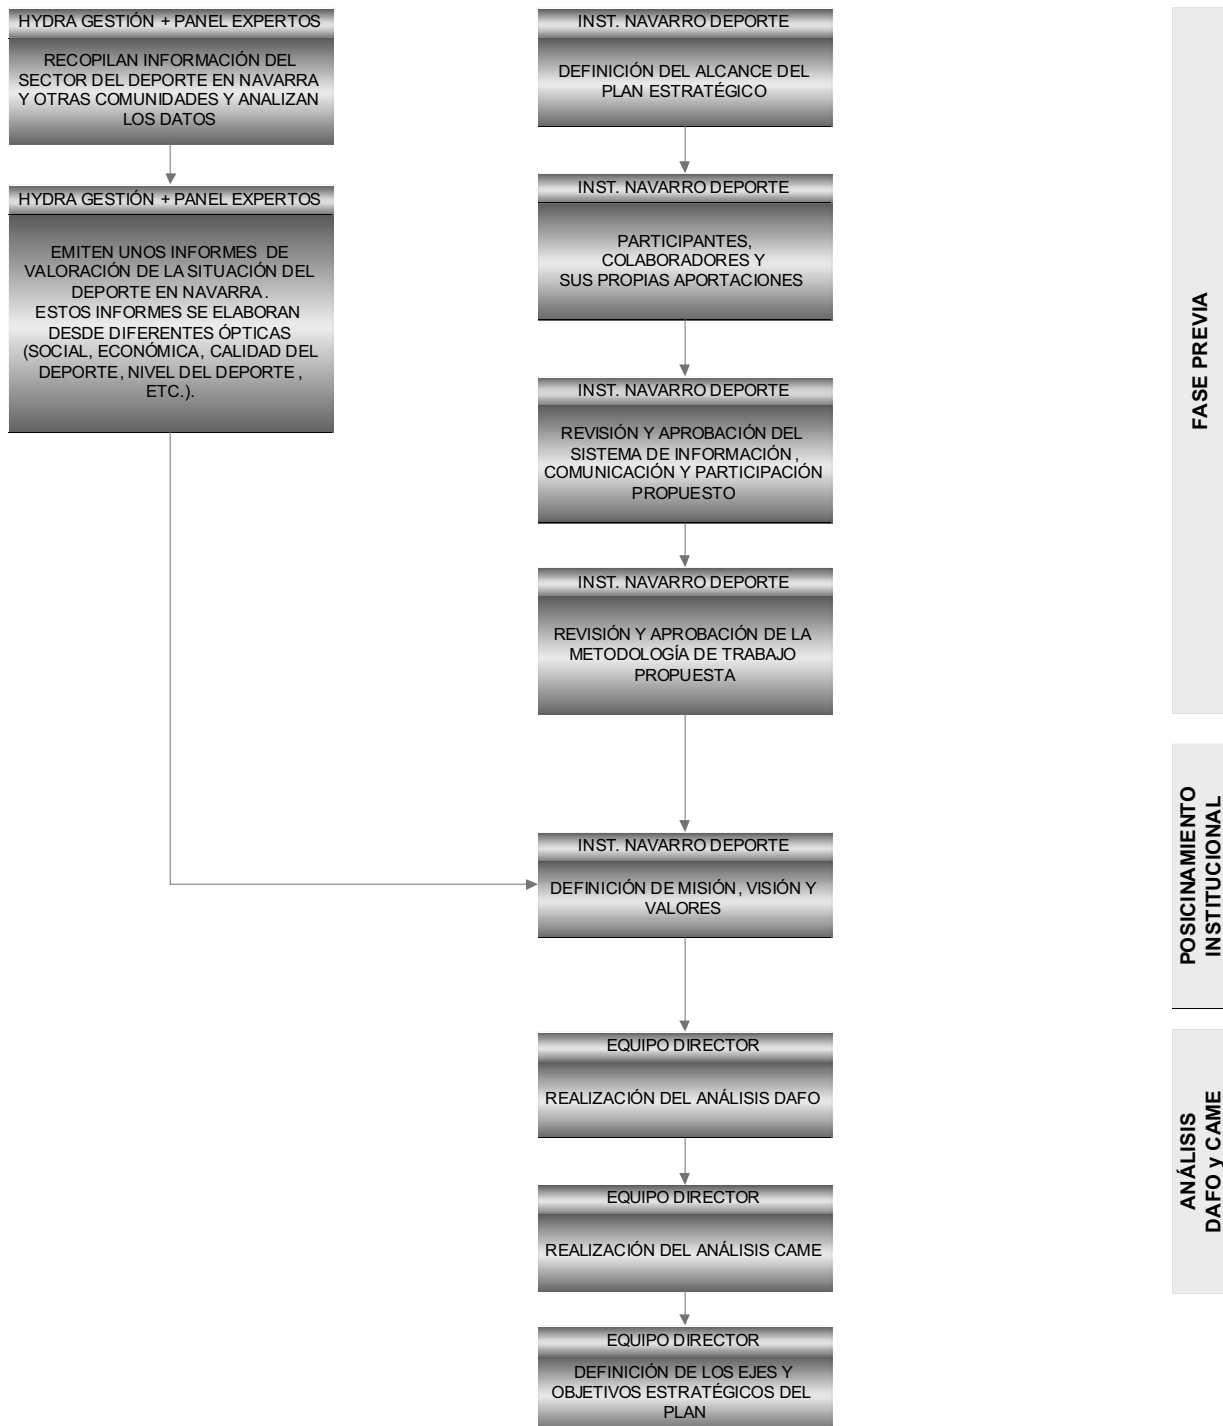 HYDRA GESTIÓN + PANEL EXPERTOS
RECOPILAN INFORMACIÓN DEL
SECTOR DEL DEPORTE EN NAVARRA
Y OTRAS COMUNIDADES Y ANALIZAN
LOS DATOS
HYDRA GESTIÓN + PANEL EXPERTOS
EMITEN UNOS INFORMES DE
VALORACIÓN DE LA SITUACIÓN DEL
DEPORTE EN NAVARRA.
ESTOS INFORMES SE ELABORAN
DESDE DIFERENTES ÓPTICAS
(SOCIAL, ECONÓMICA, CALIDAD DEL
DEPORTE, NIVEL DEL DEPORTE,
ETC.).
INST. NAVARRO DEPORTE
DEFINICIÓN DEL ALCANCE DEL
PLAN ESTRATÉGICO
INST. NAVARRO DEPORTE
PARTICIPANTES,
COLABORADORES Y
SUS PROPIAS APORTACIONES
INST. NAVARRO DEPORTE
REVISIÓN Y APROBACIÓN DEL
SISTEMA DE INFORMACIÓN,
COMUNICACIÓN Y PARTICIPACIÓN
PROPUESTO
INST. NAVARRO DEPORTE
REVISIÓN Y APROBACIÓN DE LA
METODOLOGÍA DE TRABAJO
PROPUESTA
INST. NAVARRO DEPORTE
DEFINICIÓN DE MISIÓN, VISIÓN Y
VALORES
EQUIPO DIRECTOR
REALIZACIÓN DEL ANÁLISIS DAFO
EQUIPO DIRECTOR
REALIZACIÓN DEL ANÁLISIS CAME
EQUIPO DIRECTOR
DEFINICIÓN DE LOS EJES Y
OBJETIVOS ESTRATÉGICOS DEL
PLAN
FASE PREVIA
POSICINAMIENTO
INSTITUCIONAL
ANÁLISIS
DAFO y CAME